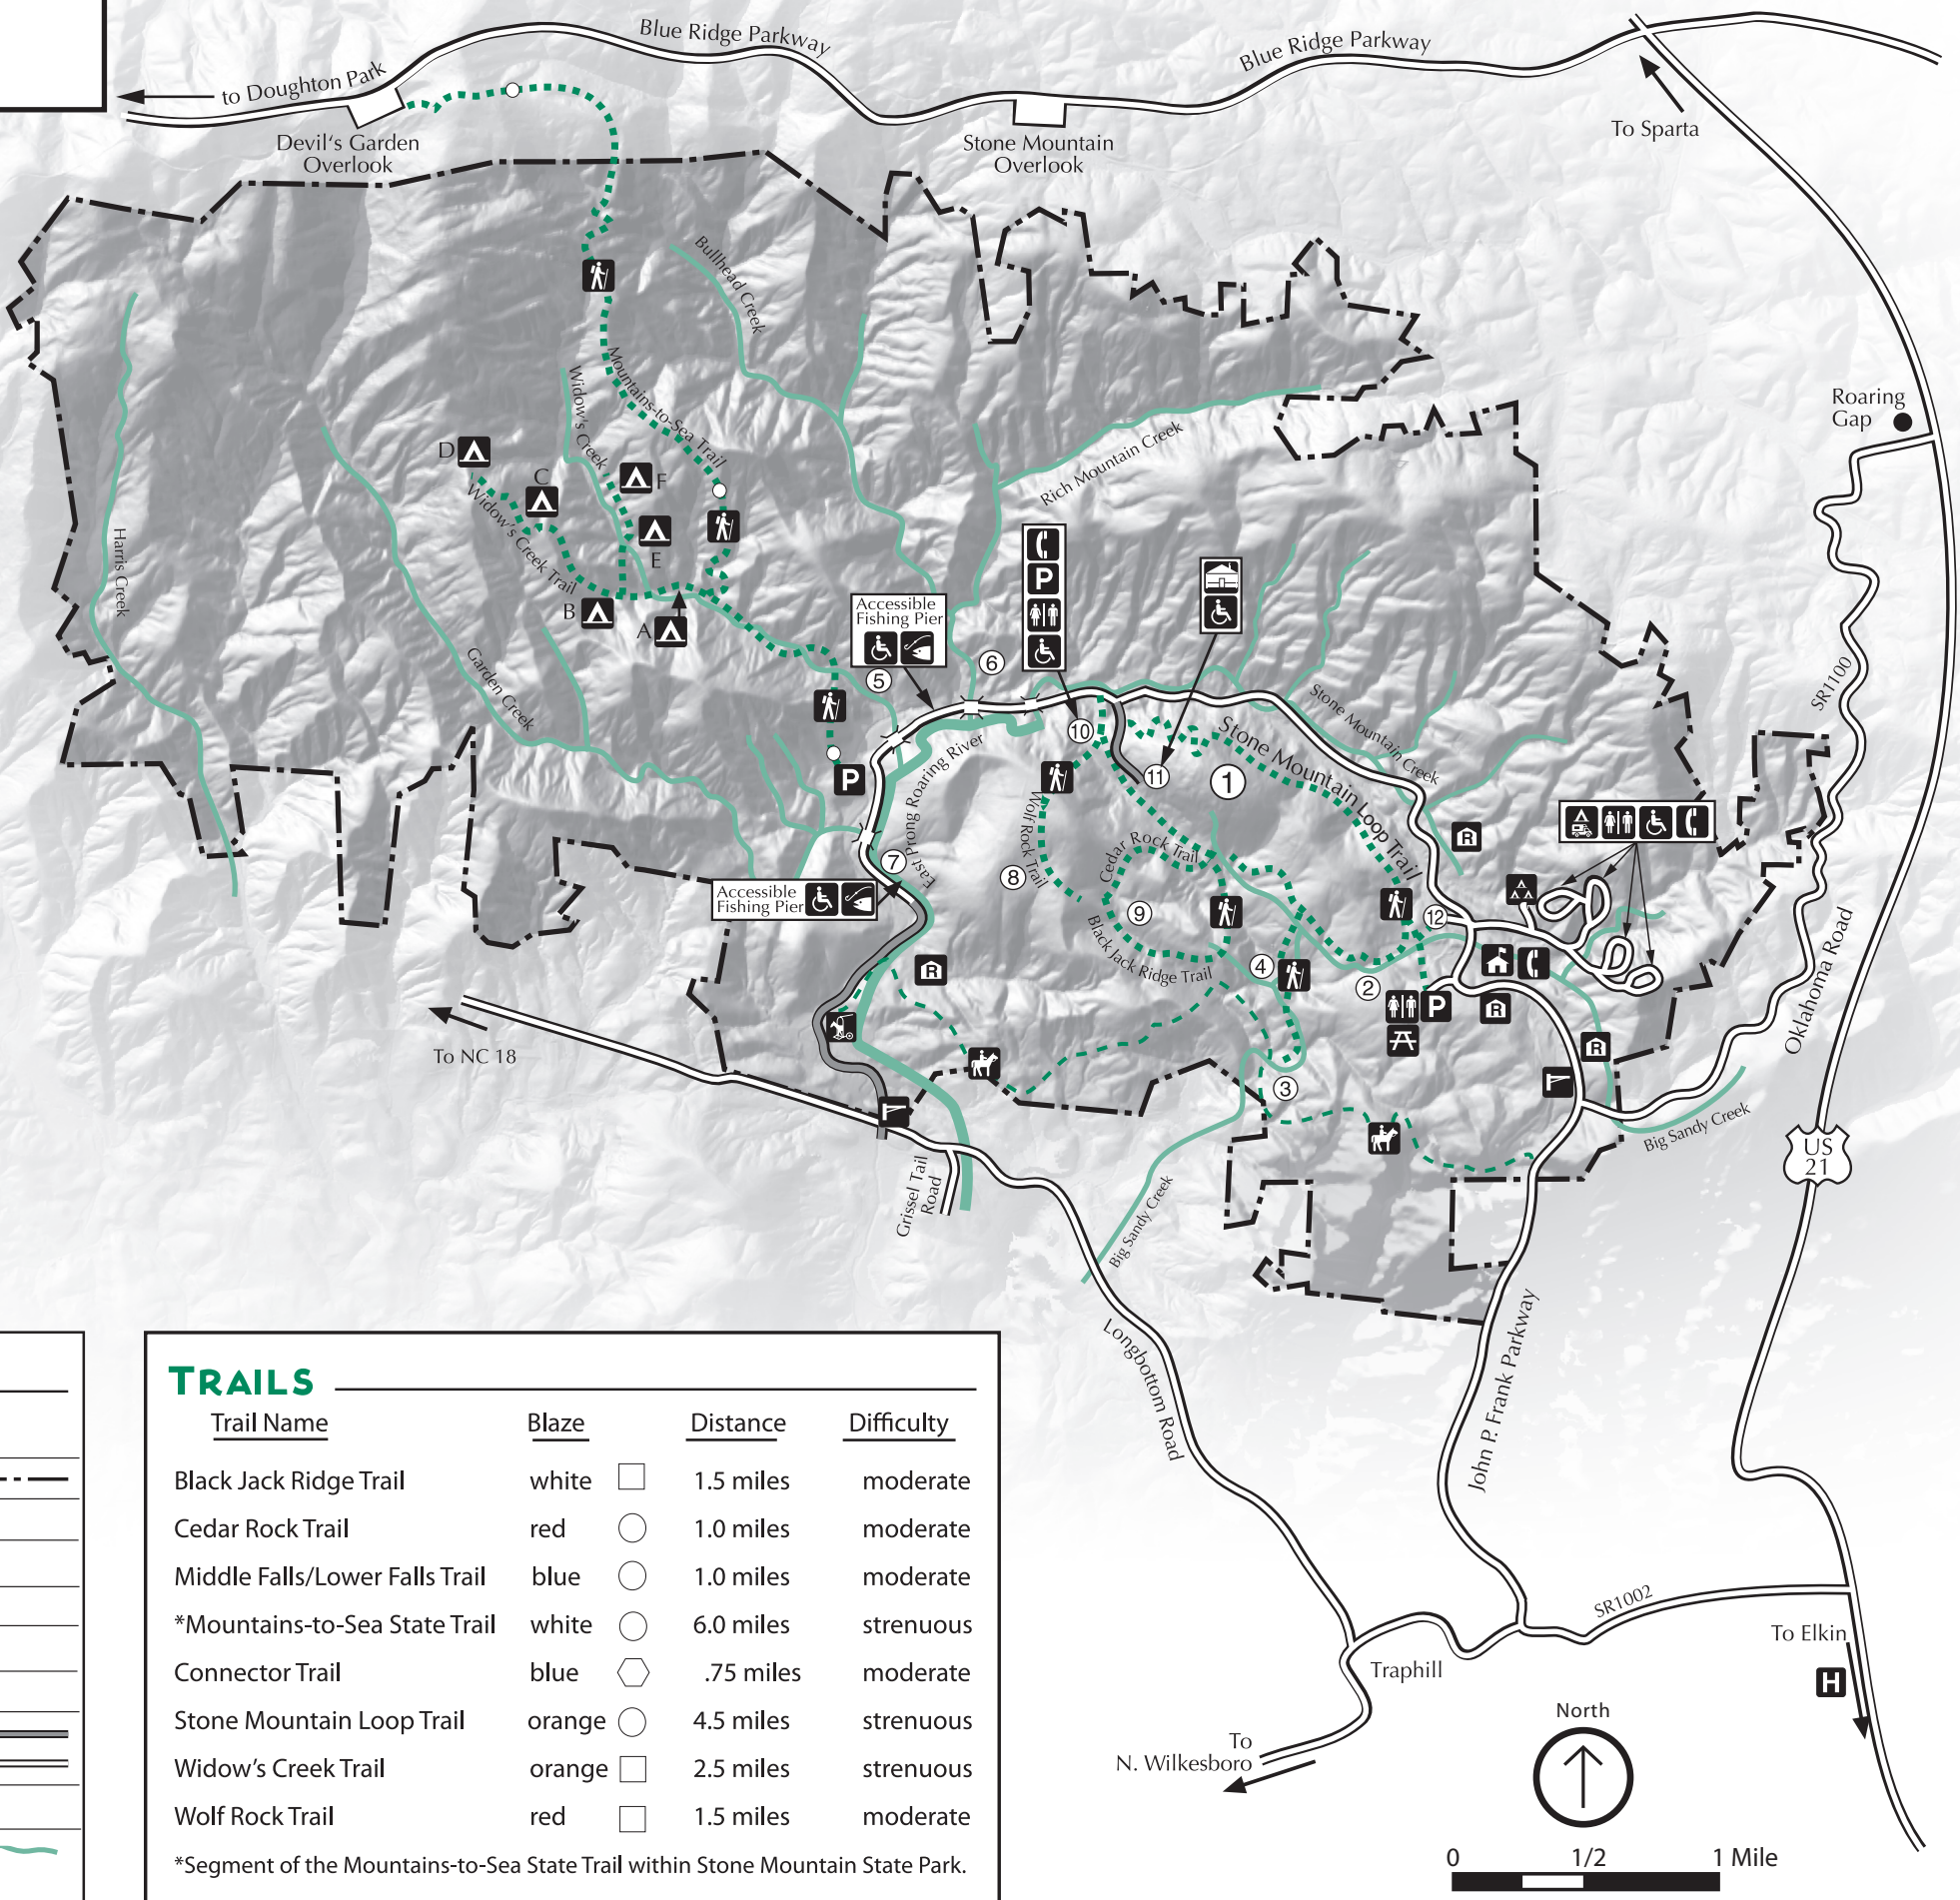 Blue Ridge Parkway
Blue Ridge Parkway
to Doughton Park
Devil's Garden
Overlook
Stone Mountain
Overlook
To Sparta
Bullhead Creek
Mountains-to-Sea Trail
Widow's Creek
Rich Mountain Creek
Roaring
Gap
D
C
F
E
B
A
Widow's Creek Trail
Harris Creek
Garden Creek
Accessible
Fishing Pier
P
5
6
10
11
1
Stone Mountain Loop Trail
Stone Mountain Creek
SR1100
P
East Prong Roaring River
Wolf Rock Trail
Cedar Rock Trail
7
8
9
R
Accessible
Fishing Pier
Black Jack Ridge Trail
4
2
12
R
P
R
R
Oklahoma Road
To NC 18
3
Big Sandy Creek
US
21
Grissel Tail
Road
Big Sandy Creek
Longbottom Road
John P. Frank Parkway
SR1002
To Elkin
H
Traphill
To
N. Wilkesboro
North
0 1/2 1 Mile
TRAILS
Trail Name Blaze Distance Difficulty
Black Jack Ridge Trail white 1.5 miles moderate
Cedar Rock Trail red 1.0 miles moderate
Middle Falls/Lower Falls Trail blue 1.0 miles moderate
*Mountains-to-Sea State Trail white 6.0 miles strenuous
Connector Trail blue .75 miles moderate
Stone Mountain Loop Trail orange 4.5 miles strenuous
Widow's Creek Trail orange 2.5 miles strenuous
Wolf Rock Trail red 1.5 miles moderate
*Segment of the Mountains-to-Sea State Trail within Stone Mountain State Park.